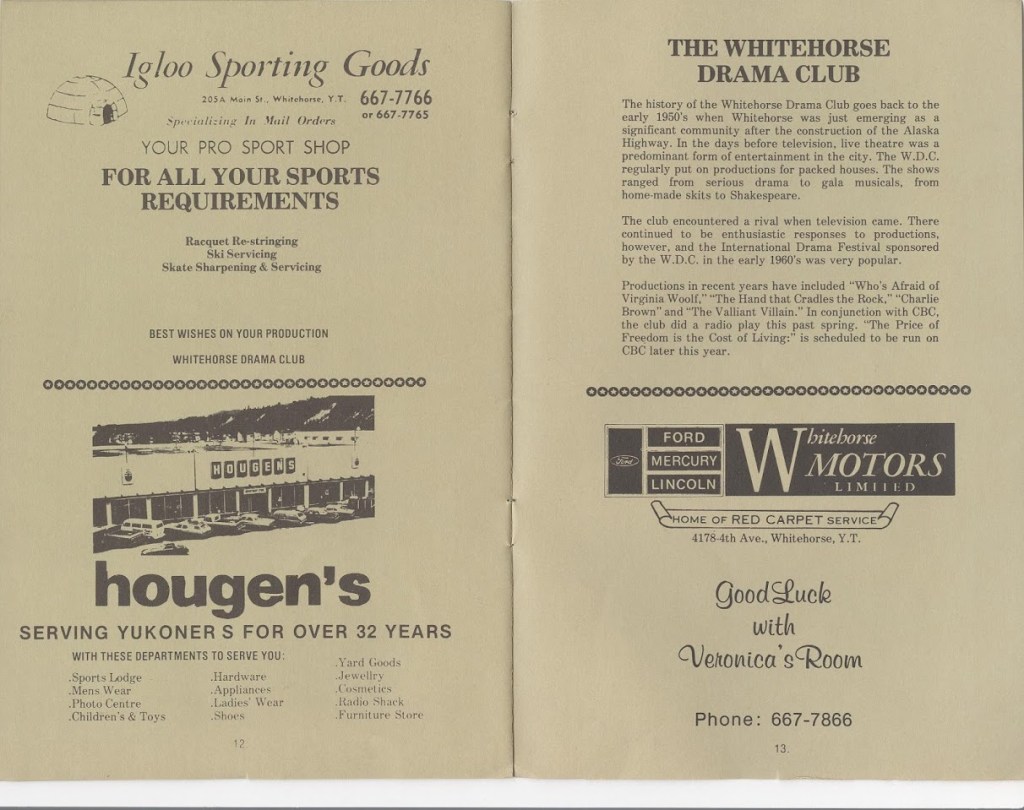 Igloo Sporting Goods
205A Main St., Whitehorse, Y.T. 667-7766
or 667-7765
Specializing In Mail Orders
YOUR PRO SPORT SHOP
FOR ALL YOUR SPORTS
REQUIREMENTS
Racquet Re-stringing
Ski Servicing
Skate Sharpening & Servicing
BEST WISHES ON YOUR PRODUCTION
WHITEHORSE DRAMA CLUB
HOUGENS
hougen's
SERVING YUKONER S FOR OVER 32 YEARS
WITH THESE DEPARTMENTS TO SERVE YOU:
.Sports Lodge
.Mens Wear
.Photo Centre
.Children's & Toys
.Hardware
.Appliances
.Ladies' Wear
.Shoes
.Yard Goods
.Jewellry
.Cosmetics
.Radio Shack
.Furniture Store
12.
THE WHITEHORSE
DRAMA CLUB
The history of the Whitehorse Drama Club goes back to the
early 1950's when Whitehorse was just emerging as a
significant community after the construction of the Alaska
Highway. In the days before television, live theatre was a
predominant form of entertainment in the city. The W.D.C.
regularly put on productions for packed houses. The shows
ranged from serious drama to gala musicals, from
home-made skits to Shakespeare.
The club encountered a rival when television came. There
continued to be enthusiastic responses to productions,
however, and the International Drama Festival sponsored
by the W.D.C. in the early 1960's was very popular.
Productions in recent years have included "Who's Afraid of
Virginia Woolf," "The Hand that Cradles the Rock," "Charlie
Brown" and "The Valliant Villain." In conjunction with CBC,
the club did a radio play this past spring. "The Price of
Freedom is the Cost of Living:" is scheduled to be run on
CBC later this year.
Ford
FORD
MERCURY
LINCOLN
Whitehorse
MOTORS
LIMITED
HOME OF RED CARPET SERVICE
4178-4th Ave., Whitehorse, Y.T.
Good Luck
with
Veronica's Room
Phone: 667-7866
13.